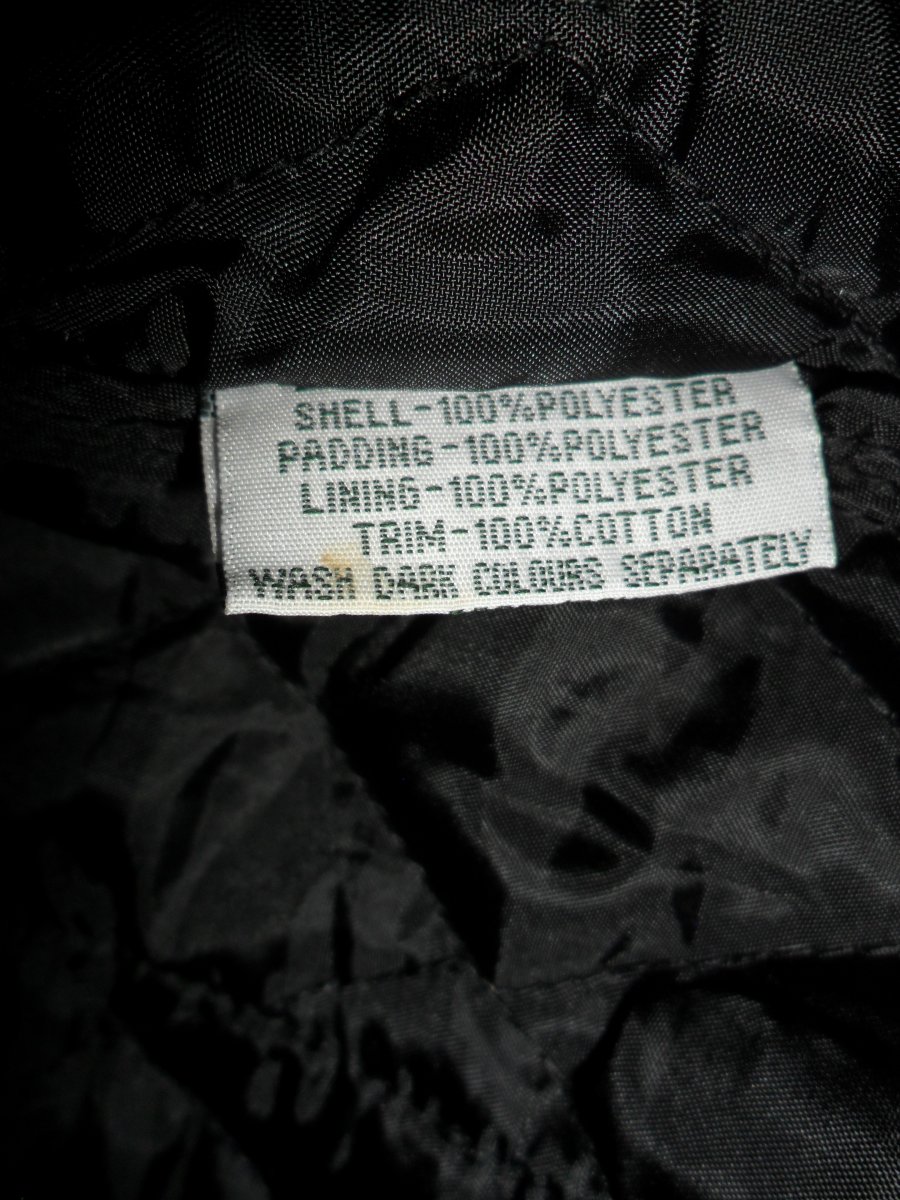 SHELL-100%POLYESTER
PADDING-100%POLYESTER
LINING-100%POLYESTER
TRIM-100%COTTON
WASH DARK COLOURS SEPARATELY